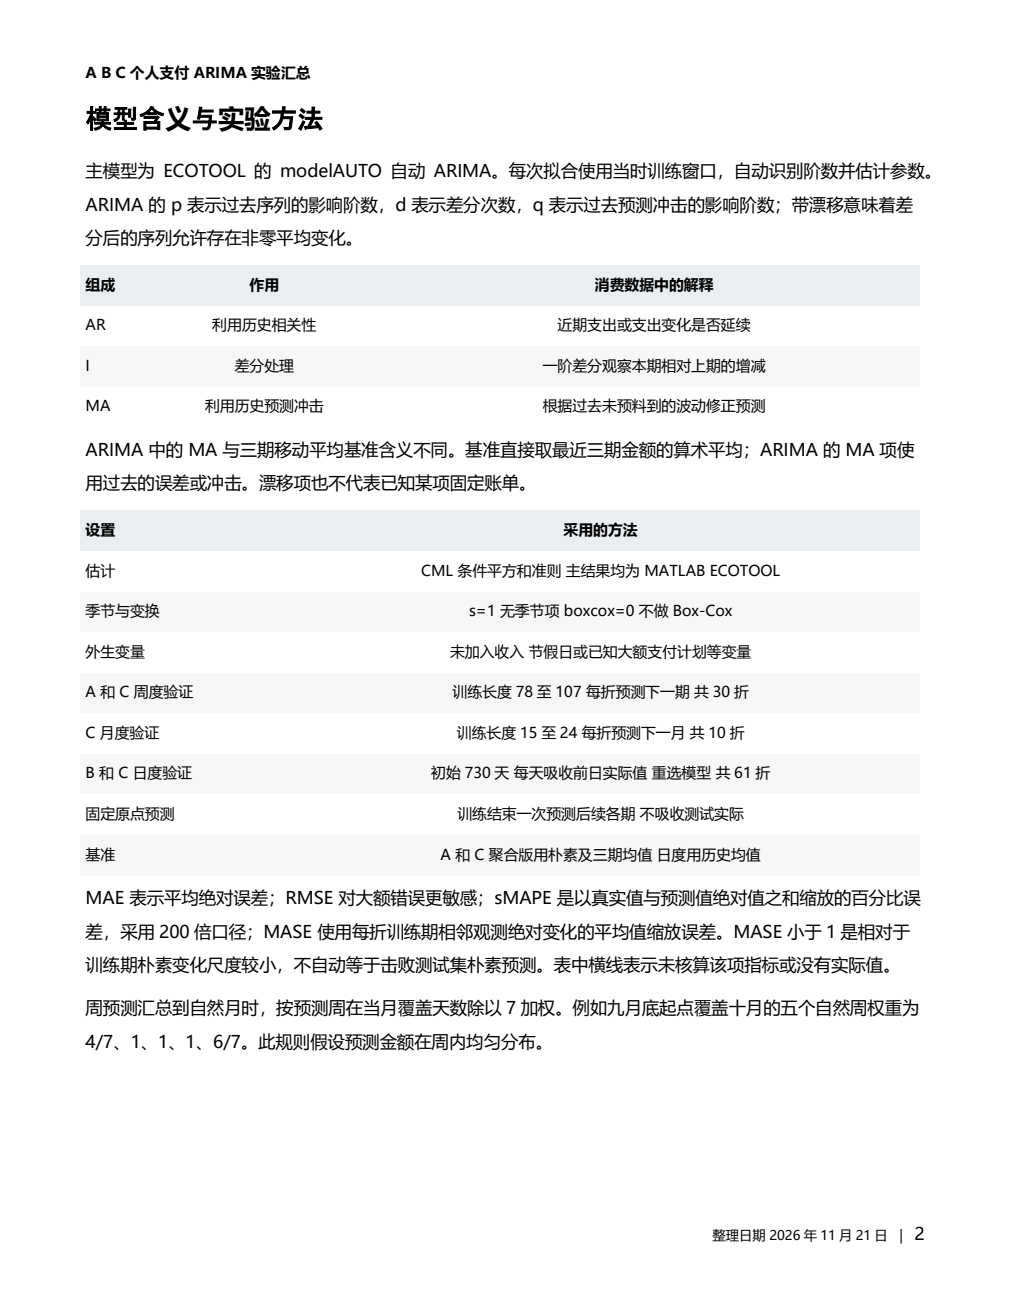 A B C 个人支付 ARIMA 实验汇总
模型含义与实验方法
主模型为 ECOTOOL 的 modelAUTO 自动 ARIMA。每次拟合使用当时训练窗口，自动识别阶数并估计参数。
ARIMA 的 p 表示过去序列的影响阶数，d 表示差分次数，q 表示过去预测冲击的影响阶数；带漂移意味着差
分后的序列允许存在非零平均变化。
组成 作用 消费数据中的解释
AR 利用历史相关性 近期支出或支出变化是否延续
I 差分处理 一阶差分观察本期相对上期的增减
MA 利用历史预测冲击 根据过去未预料到的波动修正预测
ARIMA 中的 MA 与三期移动平均基准含义不同。基准直接取最近三期金额的算术平均；ARIMA 的 MA 项使
用过去的误差或冲击。漂移项也不代表已知某项固定账单。
设置 采用的方法
估计 CML 条件平方和准则 主结果均为 MATLAB ECOTOOL
季节与变换 s=1 无季节项 boxcox=0 不做 Box-Cox
外生变量 未加入收入 节假日或已知大额支付计划等变量
A 和 C 周度验证 训练长度 78 至 107 每折预测下一期 共 30 折
C 月度验证 训练长度 15 至 24 每折预测下一月 共 10 折
B 和 C 日度验证 初始 730 天 每天吸收前日实际值 重选模型 共 61 折
固定原点预测 训练结束一次预测后续各期 不吸收测试实际
基准 A 和 C 聚合版用朴素及三期均值 日度用历史均值
MAE 表示平均绝对误差；RMSE 对大额错误更敏感；sMAPE 是以真实值与预测值绝对值之和缩放的百分比误
差，采用 200 倍口径；MASE 使用每折训练期相邻观测绝对变化的平均值缩放误差。MASE 小于 1 是相对于
训练期朴素变化尺度较小，不自动等于击败测试集朴素预测。表中横线表示未核算该项指标或没有实际值。
周预测汇总到自然月时，按预测周在当月覆盖天数除以 7 加权。例如九月底起点覆盖十月的五个自然周权重为
4/7、1、1、1、6/7。此规则假设预测金额在周内均匀分布。
整理日期 2026 年 11 月 21 日 | 2